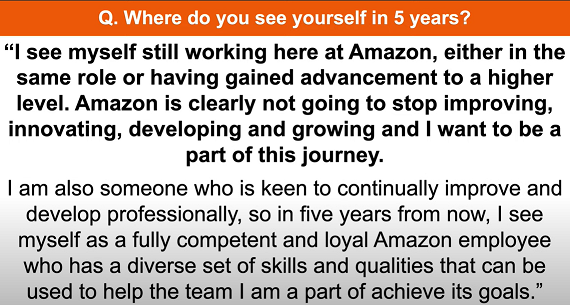 Q. Where do you see yourself in 5 years?
“I see myself still working here at Amazon, either in the
same role or having gained advancement to a higher
level. Amazon is clearly not going to stop improving,
innovating, developing and growing and I want to be a
part of this journey.
I am also someone who is keen to continually improve and
develop professionally, so in five years from now, I see
myself as a fully competent and loyal Amazon employee
who has a diverse set of skills and qualities that can be
used to help the team I am a part of achieve its goals.”